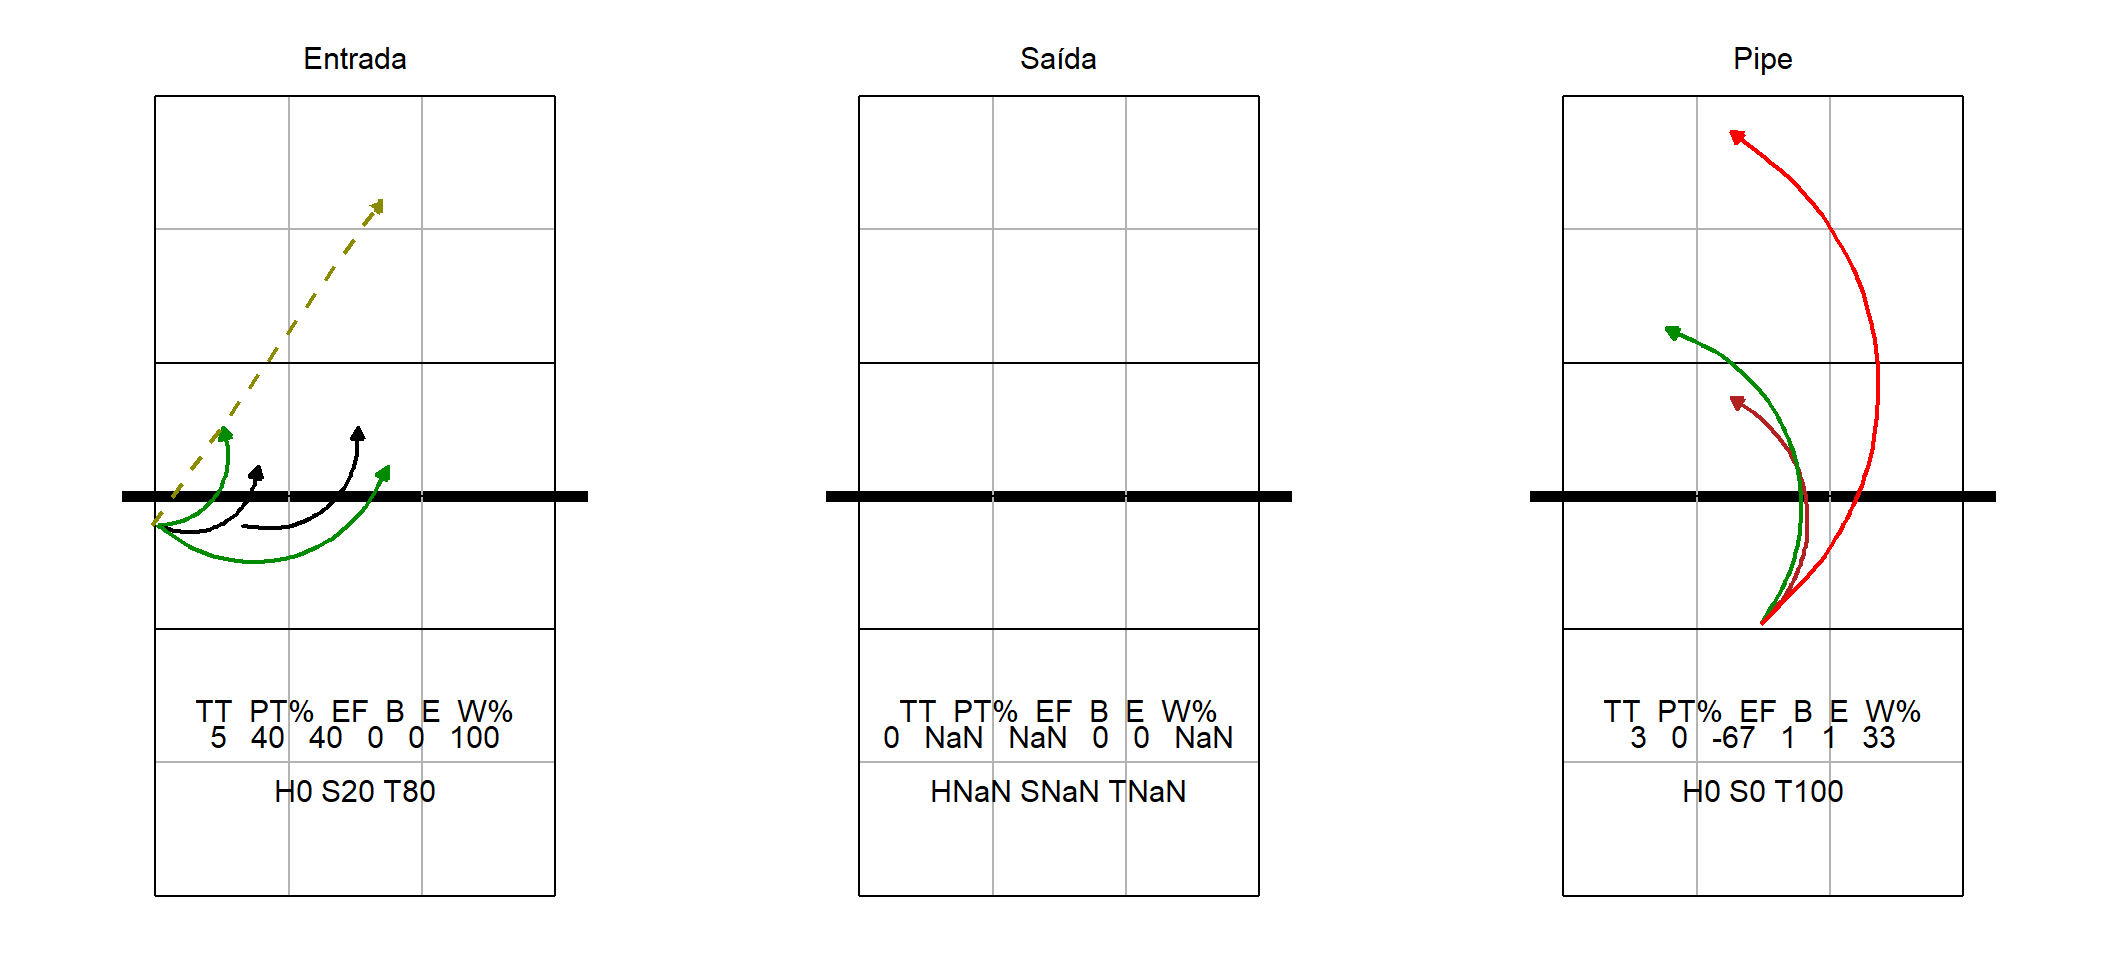 Entrada
TT PT% EF B E W%
5 40 40 0 0 100
H0 S20 T80
Saída
TT PT% EF B E W%
0 NaN NaN 0 0 NaN
HNaN SNaN TNaN
Pipe
TT PT% EF B E W%
3 0 -67 1 1 33
H0 S0 T100